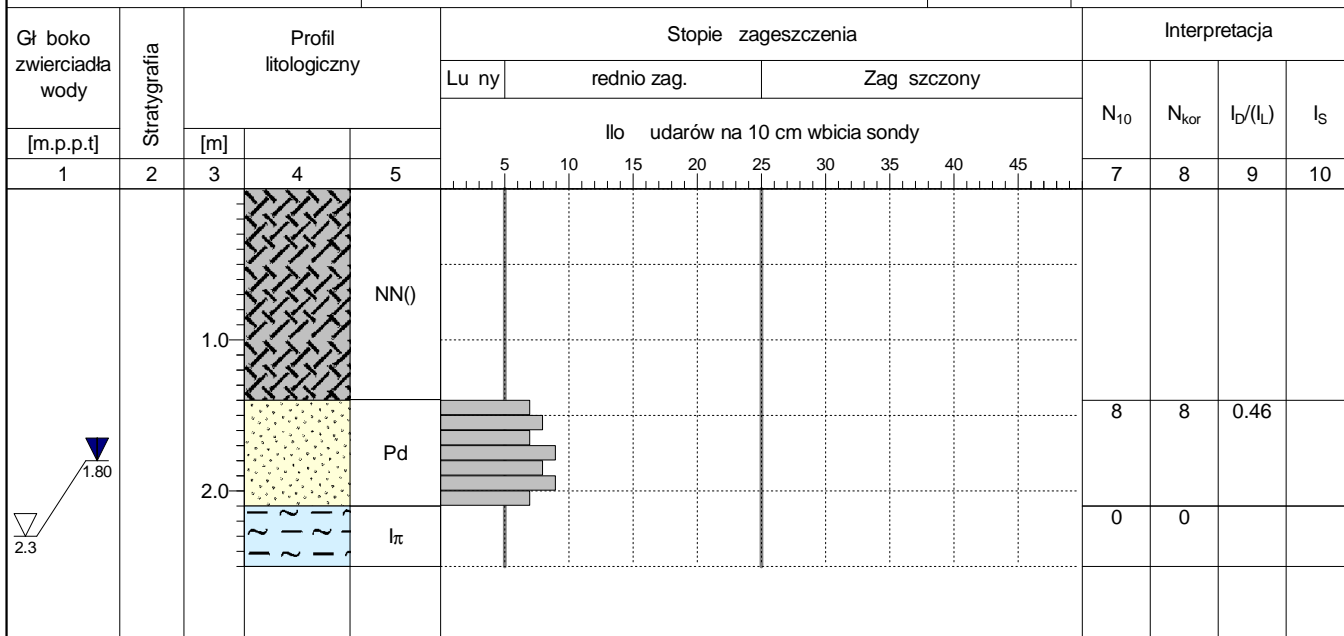 Gł boko
zwierciadła
wody
[m.p.p.t]
Stratygrafia
Profil
litologiczny
[m]
Stopie zageszczenia
Lu ny
rednio zag.
Zag szczony
Ilo udarów na 10 cm wbicia sondy
5 10 15 20 25 30 35 40 45
Interpretacja
N10 Nkor ID/(IL) IS
1 2 3 4 5 7 8 9 10
NN()
1.0
8 8 0.46
Pd
1.80
2.0
0 0
Iπ
2.3